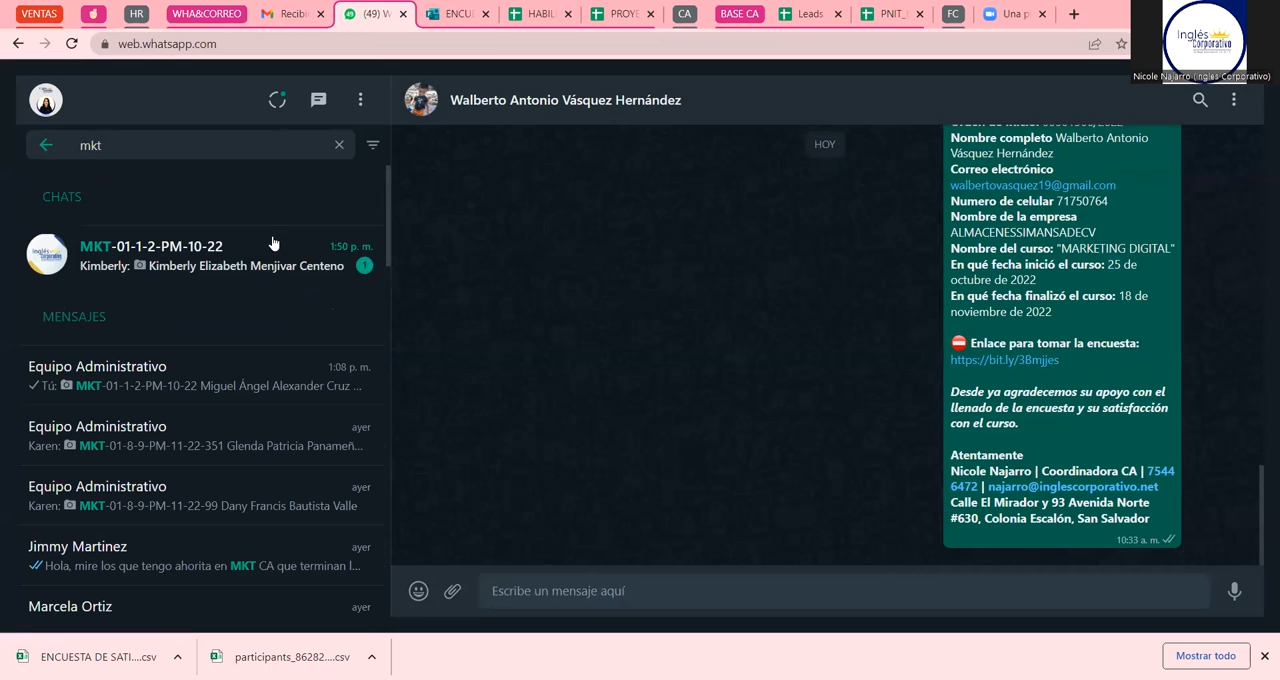 VENTAS
HR
WHA&CORREO
Recibi
(49) W
ENCU
HABIL
PROYE
CA
BASE CA
Leads
PNIT_
FC
Una p
web.whatsapp.com
Inglés
Corporativo
Nicole Najarro (Ingles Corporativo)
Walberto Antonio Vásquez Hernández
mkt
HOY
CHATS
MKT-01-1-2-PM-10-22
1:50 p. m.
Kimberly: Kimberly Elizabeth Menjivar Centeno
1
MENSAJES
Equipo Administrativo
1:08 p. m.
Tú: MKT-01-1-2-PM-10-22 Miguel Ángel Alexander Cruz ...
Equipo Administrativo
ayer
Karen: MKT-01-8-9-PM-11-22-351 Glenda Patricia Panameñ...
Equipo Administrativo
ayer
Karen: MKT-01-8-9-PM-11-22-99 Dany Francis Bautista Valle
Jimmy Martinez
ayer
Hola, mire los que tengo ahorita en MKT CA que terminan l...
Marcela Ortiz
ayer
Nombre completo Walberto Antonio
Vásquez Hernández
Correo electrónico
walbertovasquez19@gmail.com
Numero de celular 71750764
Nombre de la empresa
ALMACENESSIMANSADECV
Nombre del curso: "MARKETING DIGITAL"
En qué fecha inició el curso: 25 de
octubre de 2022
En qué fecha finalizó el curso: 18 de
noviembre de 2022
Enlace para tomar la encuesta:
https://bit.ly/3Bmjjes
Desde ya agradecemos su apoyo con el
llenado de la encuesta y su satisfacción
con el curso.
Atentamente
Nicole Najarro | Coordinadora CA | 7544
6472 | najarro@inglescorporativo.net
Calle El Mirador y 93 Avenida Norte
#630, Colonia Escalón, San Salvador
10:33 a. m.
Escribe un mensaje aquí
ENCUESTA DE SATI....csv
participants_86282....csv
Mostrar todo